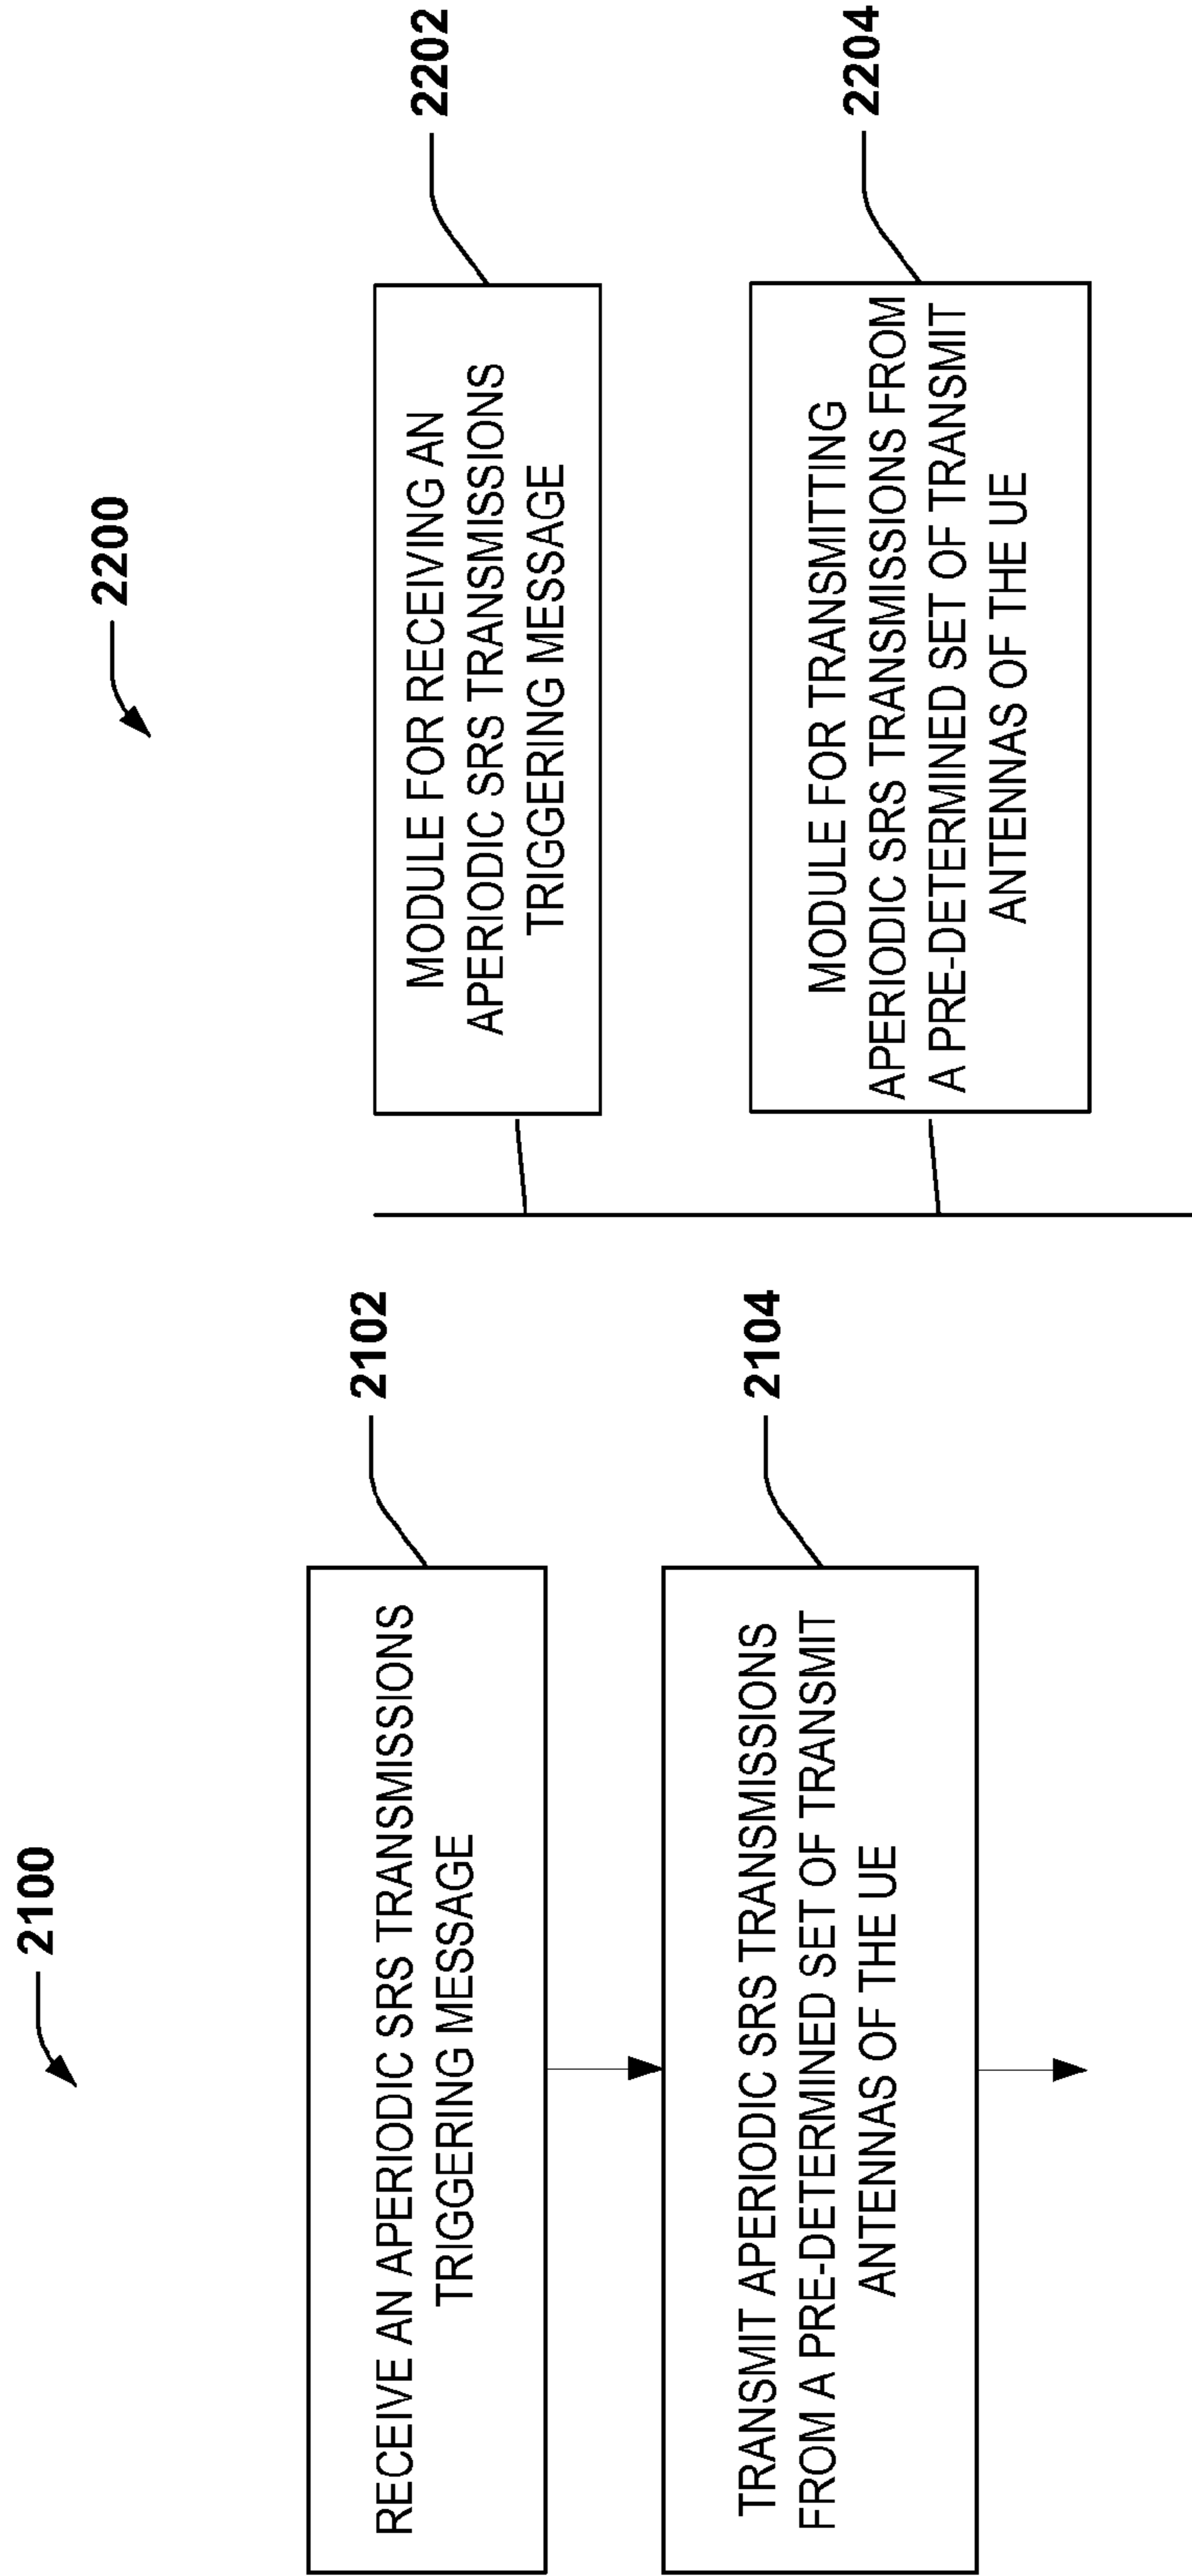 2100
RECEIVE AN APERIODIC SRS TRANSMISSIONS
TRIGGERING MESSAGE
2102
TRANSMIT APERIODIC SRS TRANSMISSIONS
FROM A PRE-DETERMINED SET OF TRANSMIT
ANTENNAS OF THE UE
2104
2200
MODULE FOR RECEIVING AN
APERIODIC SRS TRANSMISSIONS
TRIGGERING MESSAGE
2202
MODULE FOR TRANSMITTING
APERIODIC SRS TRANSMISSIONS FROM
A PRE-DETERMINED SET OF TRANSMIT
ANTENNAS OF THE UE
2204